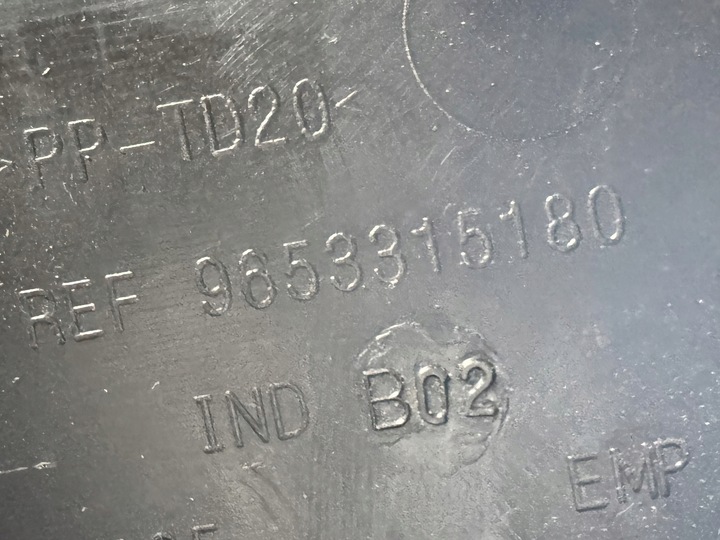 >PP-TD20<
REF 9653315180
IND B02
EMP